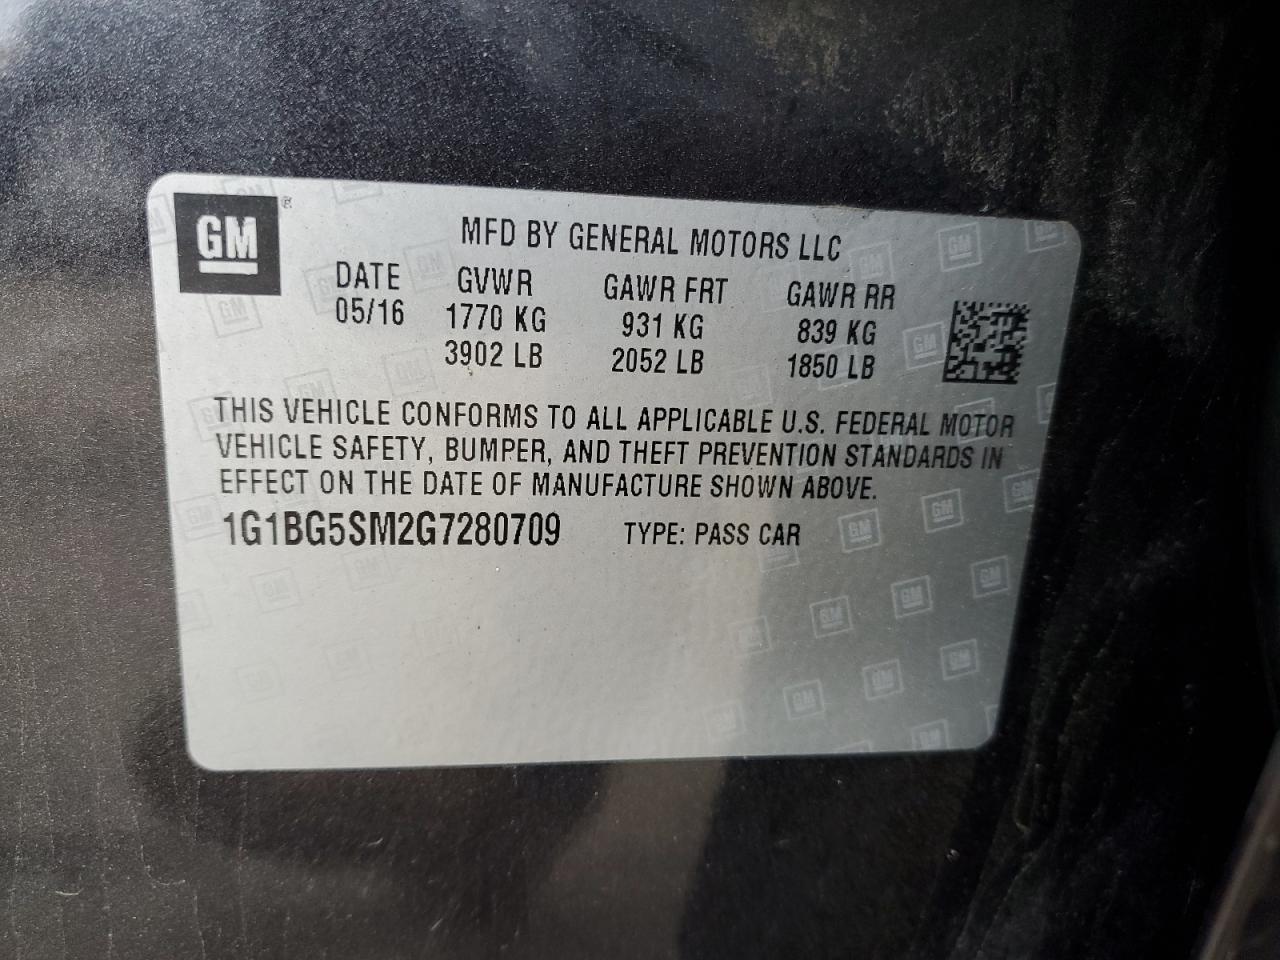 GM ®
MFD BY GENERAL MOTORS LLC
DATE GVWR GAWR FRT GAWR RR
05/16 1770 KG 931 KG 839 KG
3902 LB 2052 LB 1850 LB
THIS VEHICLE CONFORMS TO ALL APPLICABLE U.S. FEDERAL MOTOR
VEHICLE SAFETY, BUMPER, AND THEFT PREVENTION STANDARDS IN
EFFECT ON THE DATE OF MANUFACTURE SHOWN ABOVE.
1G1BG5SM2G7280709 TYPE: PASS CAR